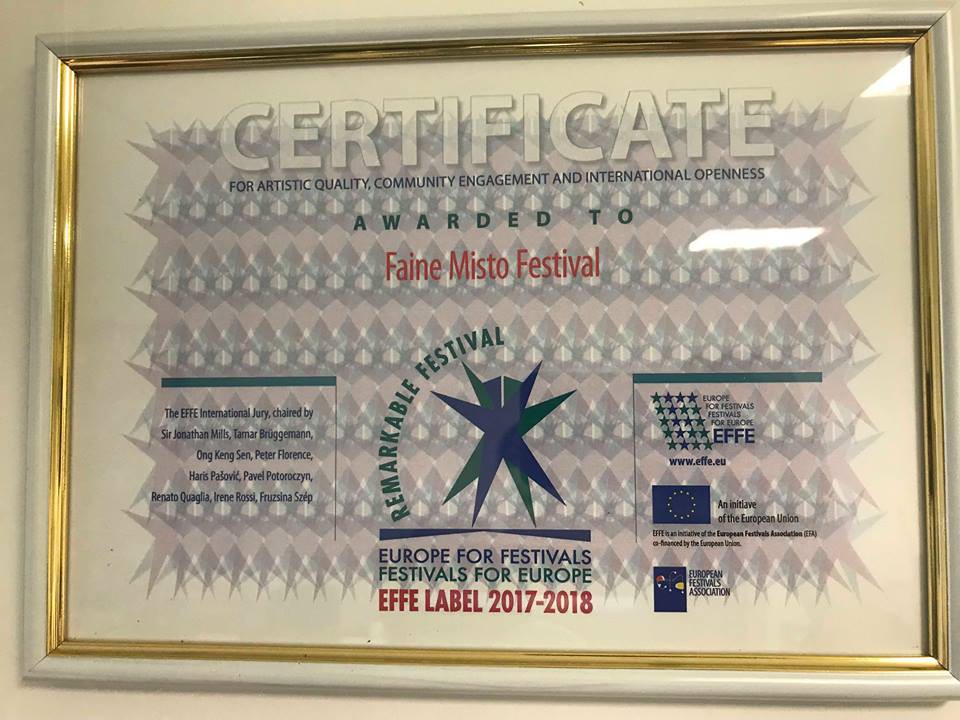 CERTIFICATE
FOR ARTISTIC QUALITY, COMMUNITY ENGAGEMENT AND INTERNATIONAL OPENNESS
AWARDED TO
Faine Misto Festival
The EFFE International Jury, chaired by
Sir Jonathan Mills, Tamar Brüggemann,
Ong Keng Sen, Peter Florence,
Haris Pašović, Pavel Potoroczyn,
Renato Quaglia, Irene Rossi, Fruzsina Szép
REMARKABLE FESTIVAL
EUROPE FOR FESTIVALS
FESTIVALS FOR EUROPE
EFFE LABEL 2017-2018
EUROPE
FOR FESTIVALS
FESTIVALS
FOR EUROPE
EFFE
www.effe.eu
An initiave
of the European Union
EFFE is an initiative of the European Festivals Association (EFA)
co-financed by the European Union.
EUROPEAN
FESTIVALS
ASSOCIATION